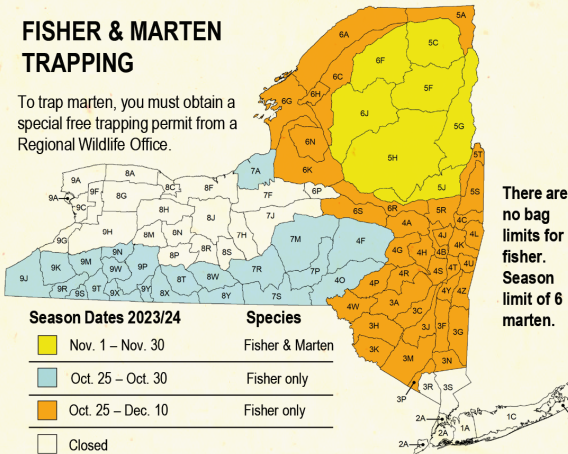 FISHER & MARTEN
TRAPPING
To trap marten, you must obtain a
special free trapping permit from a
Regional Wildlife Office.
5A
6A
5C
6F
6C
5F
6H
6G
6J
5G
6N
5H
5T
7A
6K
5J
5S
9A
8A
9F
8C
8F
7F
6P
9A
8G
9C
6S
6R
5R
8H
8J
7J
4A
4C
9G
9H
8M
8N
7H
7M
4F
4J
4K
4L
8P
8R
8S
4G
4H
4B
9N
9M
9K
9W
9P
8T
8W
7R
7P
4O
4P
4R
4S
4T
4U
9J
9R
9S
9T
9X
9Y
8X
8Y
7S
4W
3A
3C
4Y
4Z
3H
3J
3F
3G
3K
3M
3N
3P
3R
3S
2A
2A
2A
1A
1C
There are
no bag
limits for
fisher.
Season
limit of 6
marten.
Season Dates 2023/24 Species
Nov. 1 – Nov. 30 Fisher & Marten
Oct. 25 – Oct. 30 Fisher only
Oct. 25 – Dec. 10 Fisher only
Closed